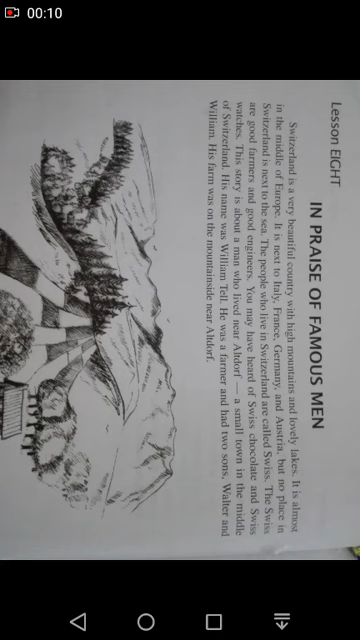 00:10
Lesson EIGHT
IN PRAISE OF FAMOUS MEN
Switzerland is a very beautiful country with high mountains and lovely lakes. It is almost
in the middle of Europe. It is next to Italy, France, Germany, and Austria, but no place in
Switzerland is next to the sea. The people who live in Switzerland are called Swiss. The Swiss
are good farmers and good engineers. You may have heard of Swiss chocolate and Swiss
watches. This story is about a man who lived near Altdorf — a small town in the middle
of Switzerland. His name was William Tell. He was a farmer and had two sons, Walter and
William. His farm was on the mountainside near Altdorf.